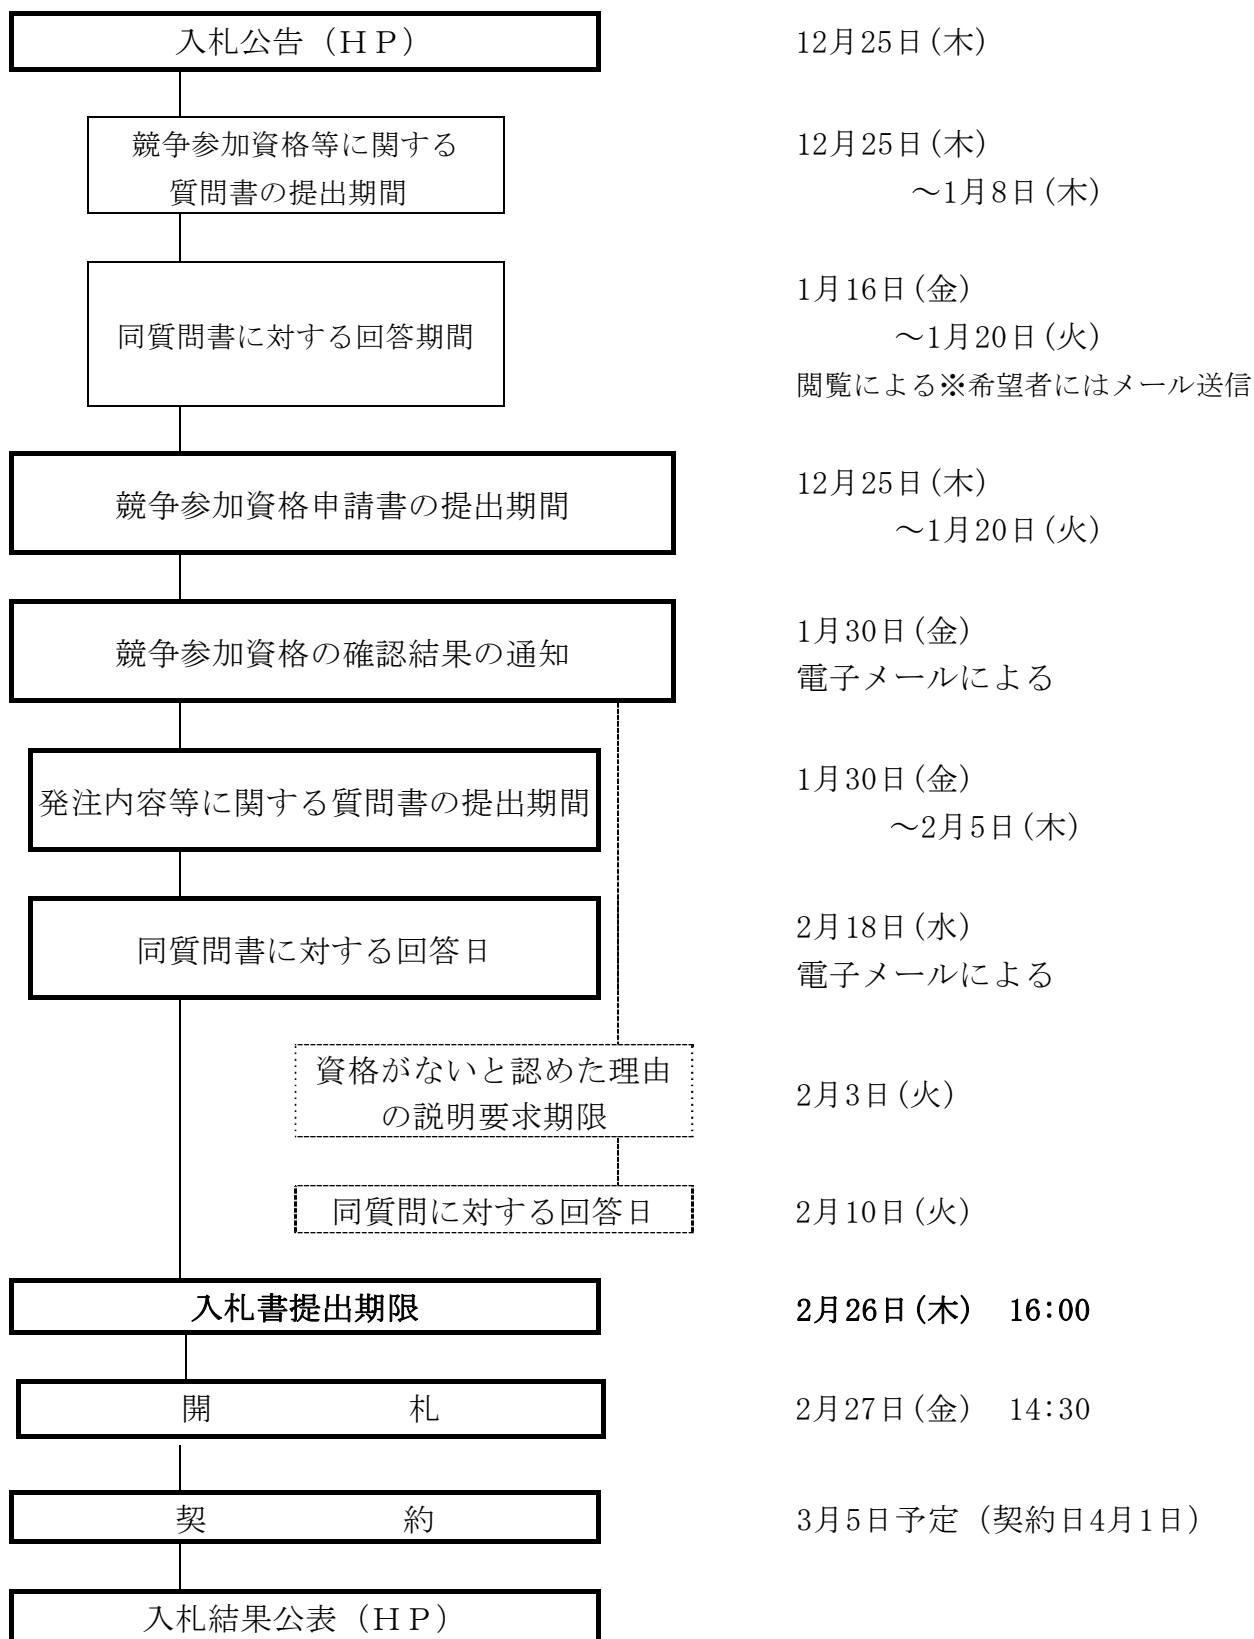 入札公告（ＨＰ）　12月25日(木)
競争参加資格等に関する　12月25日(木)
質問書の提出期間　～1月8日(木)
1月16日(金)
同質問書に対する回答期間　～1月20日(火)
閲覧による※希望者にはメール送信
12月25日(木)
競争参加資格申請書の提出期間
～1月20日(火)
1月30日(金)
競争参加資格の確認結果の通知
電子メールによる
1月30日(金)
発注内容等に関する質問書の提出期間
～2月5日(木)
2月18日(水)
同質問書に対する回答日
電子メールによる
資格がないと認めた理由
2月3日(火)
の説明要求期限
同質問に対する回答日　2月10日(火)
入札書提出期限　2月26日(木)　16:00
開　札　2月27日(金)　14:30
契　約　3月5日予定（契約日4月1日）
入札結果公表（ＨＰ）